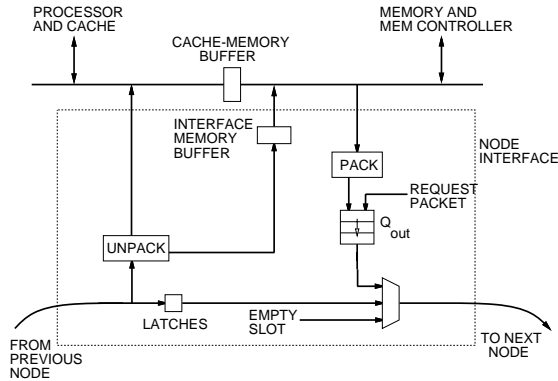 PROCESSOR
AND CACHE
MEMORY AND
MEM CONTROLLER
CACHE-MEMORY
BUFFER
INTERFACE
MEMORY
BUFFER
NODE
INTERFACE
PACK
REQUEST
PACKET
Q
out
UNPACK
LATCHES
EMPTY
SLOT
FROM
PREVIOUS
NODE
TO NEXT
NODE